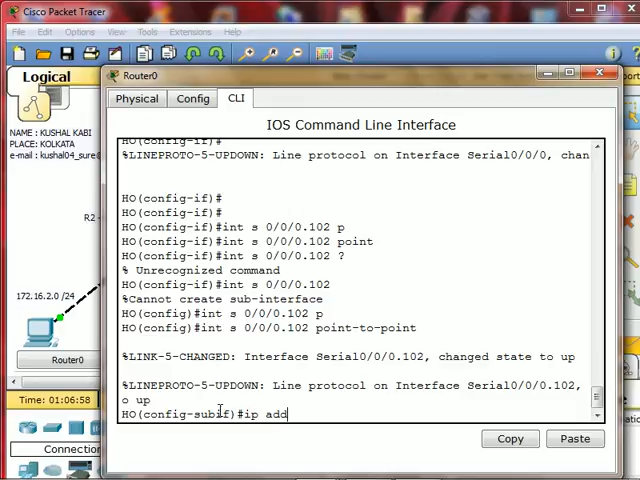 Cisco Packet Tracer
File Edit Options View Tools Extensions Help
Logical
NAME : KUSHAL KABI
PLACE: KOLKATA
e-mail : kushal04_sure@
R2 -
172.16.2.0 /24
Router0
Time: 01:06:58
Connection
Router0
Physical Config CLI
IOS Command Line Interface
HO(config-if)#
%LINEPROTO-5-UPDOWN: Line protocol on Interface Serial0/0/0, chan
HO(config-if)#
HO(config-if)#
HO(config-if)#int s 0/0/0.102 p
HO(config-if)#int s 0/0/0.102 point
HO(config-if)#int s 0/0/0.102 ?
% Unrecognized command
HO(config-if)#int s 0/0/0.102
%Cannot create sub-interface
HO(config)#int s 0/0/0.102 p
HO(config)#int s 0/0/0.102 point-to-point
%LINK-5-CHANGED: Interface Serial0/0/0.102, changed state to up
%LINEPROTO-5-UPDOWN: Line protocol on Interface Serial0/0/0.102,
o up
HO(config-subif)#ip add
Copy Paste